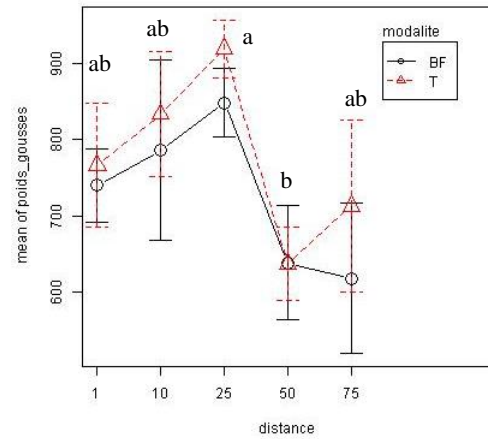 ab
ab
a
b
ab
modalite
BF
T
mean of poids_gousses
900
800
700
600
1
10
25
50
75
distance